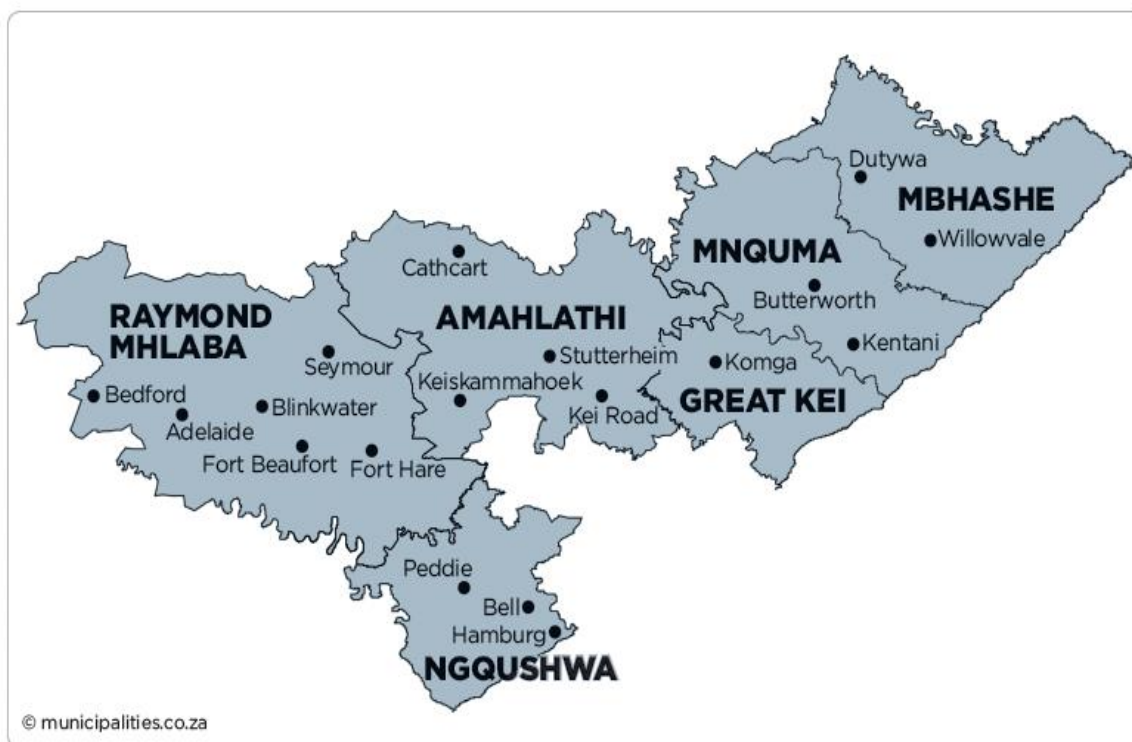 Dutywa
MBHASHE
Willowvale
MNQUMA
Butterworth
Kentani
Cathcart
AMAHLATHI
Stutterheim
Keiskammahoek
Kei Road
Komga
GREAT KEI
RAYMOND
MHLABA
Seymour
Bedford
Blinkwater
Adelaide
Fort Beaufort
Fort Hare
Peddie
Bell
Hamburg
NGQUSHWA
© municipalities.co.za